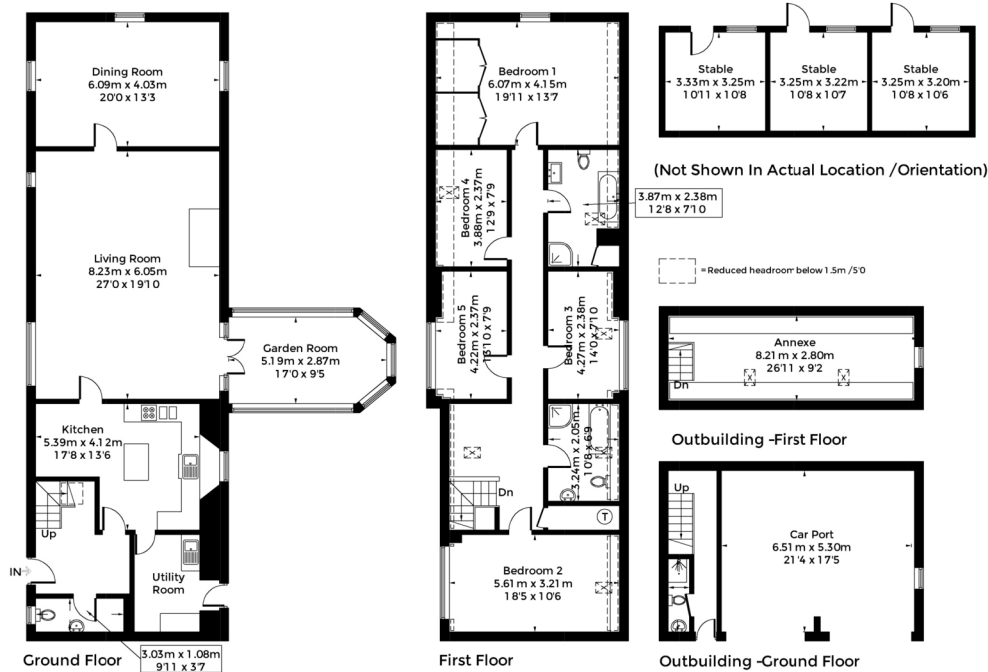 Dining Room
6.09m x 4.03m
20'0 x 13'3
Living Room
8.23m x 6.05m
27'0 x 19'10
Garden Room
5.19m x 2.87m
17'0 x 9'5
Kitchen
5.39m x 4.12m
17'8 x 13'6
Up
IN
Utility
Room
3.03m x 1.08m
9'11 x 3'7
Ground Floor
Bedroom 1
6.07m x 4.15m
19'11 x 13'7
Bedroom 4
3.88m x 2.37m
12'9 x 7'9
3.87m x 2.38m
12'8 x 7'10
Bedroom 5
4.22m x 2.37m
13'10 x 7'9
Bedroom 3
4.27m x 2.38m
14'0 x 7'10
3.24m x 2.05m
10'8 x 6'9
Dn
T
Bedroom 2
5.61m x 3.21m
18'5 x 10'6
First Floor
Stable
3.33m x 3.25m
10'11 x 10'8
Stable
3.25m x 3.22m
10'8 x 10'7
Stable
3.25m x 3.20m
10'8 x 10'6
(Not Shown In Actual Location /Orientation)
=Reduced headroom below 1.5m /5'0
Annexe
8.21m x 2.80m
26'11 x 9'2
Dn
Outbuilding -First Floor
Up
Car Port
6.51m x 5.30m
21'4 x 17'5
Outbuilding -Ground Floor